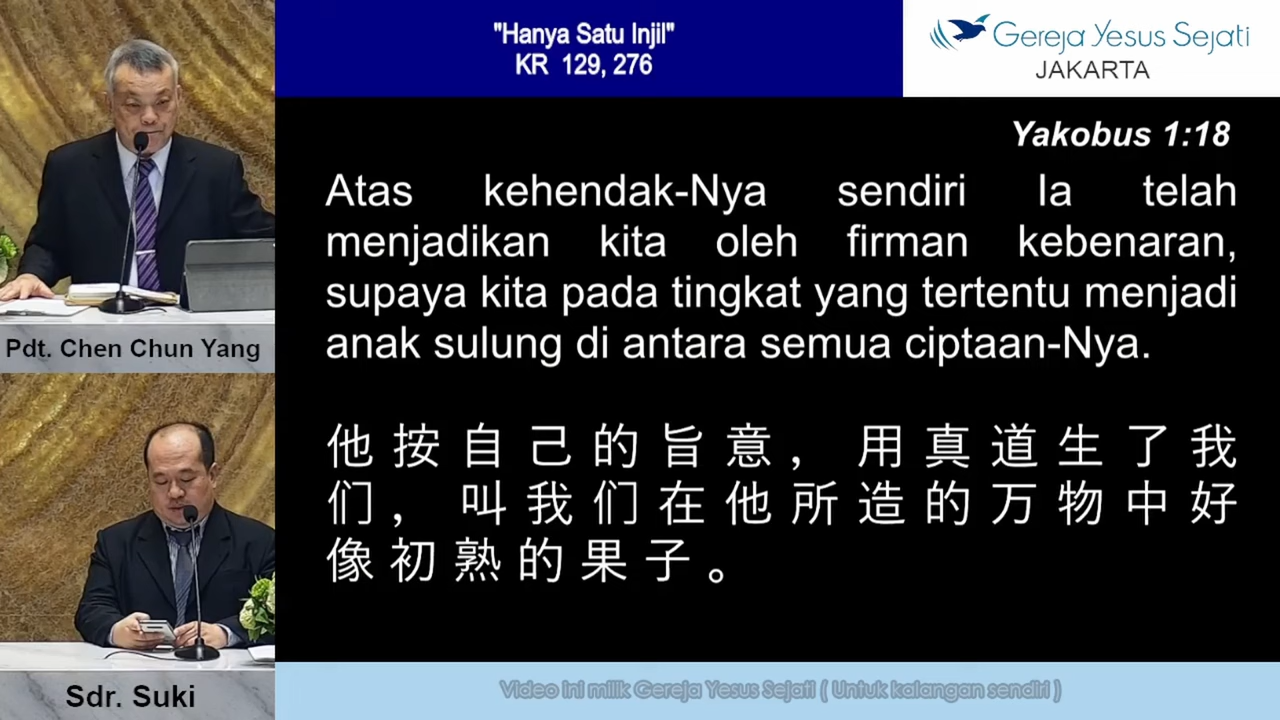 "Hanya Satu Injil"
KR 129, 276
Gereja Yesus Sejati
JAKARTA
Yakobus 1:18
Atas kehendak-Nya sendiri Ia telah
menjadikan kita oleh firman kebenaran,
supaya kita pada tingkat yang tertentu menjadi
anak sulung di antara semua ciptaan-Nya.
他按自己的旨意，用真道生了我
们，叫我们在他所造的万物中好
像初熟的果子。
Pdt. Chen Chun Yang
Sdr. Suki
Video ini milik Gereja Yesus Sejati ( Untuk kalangan sendiri )